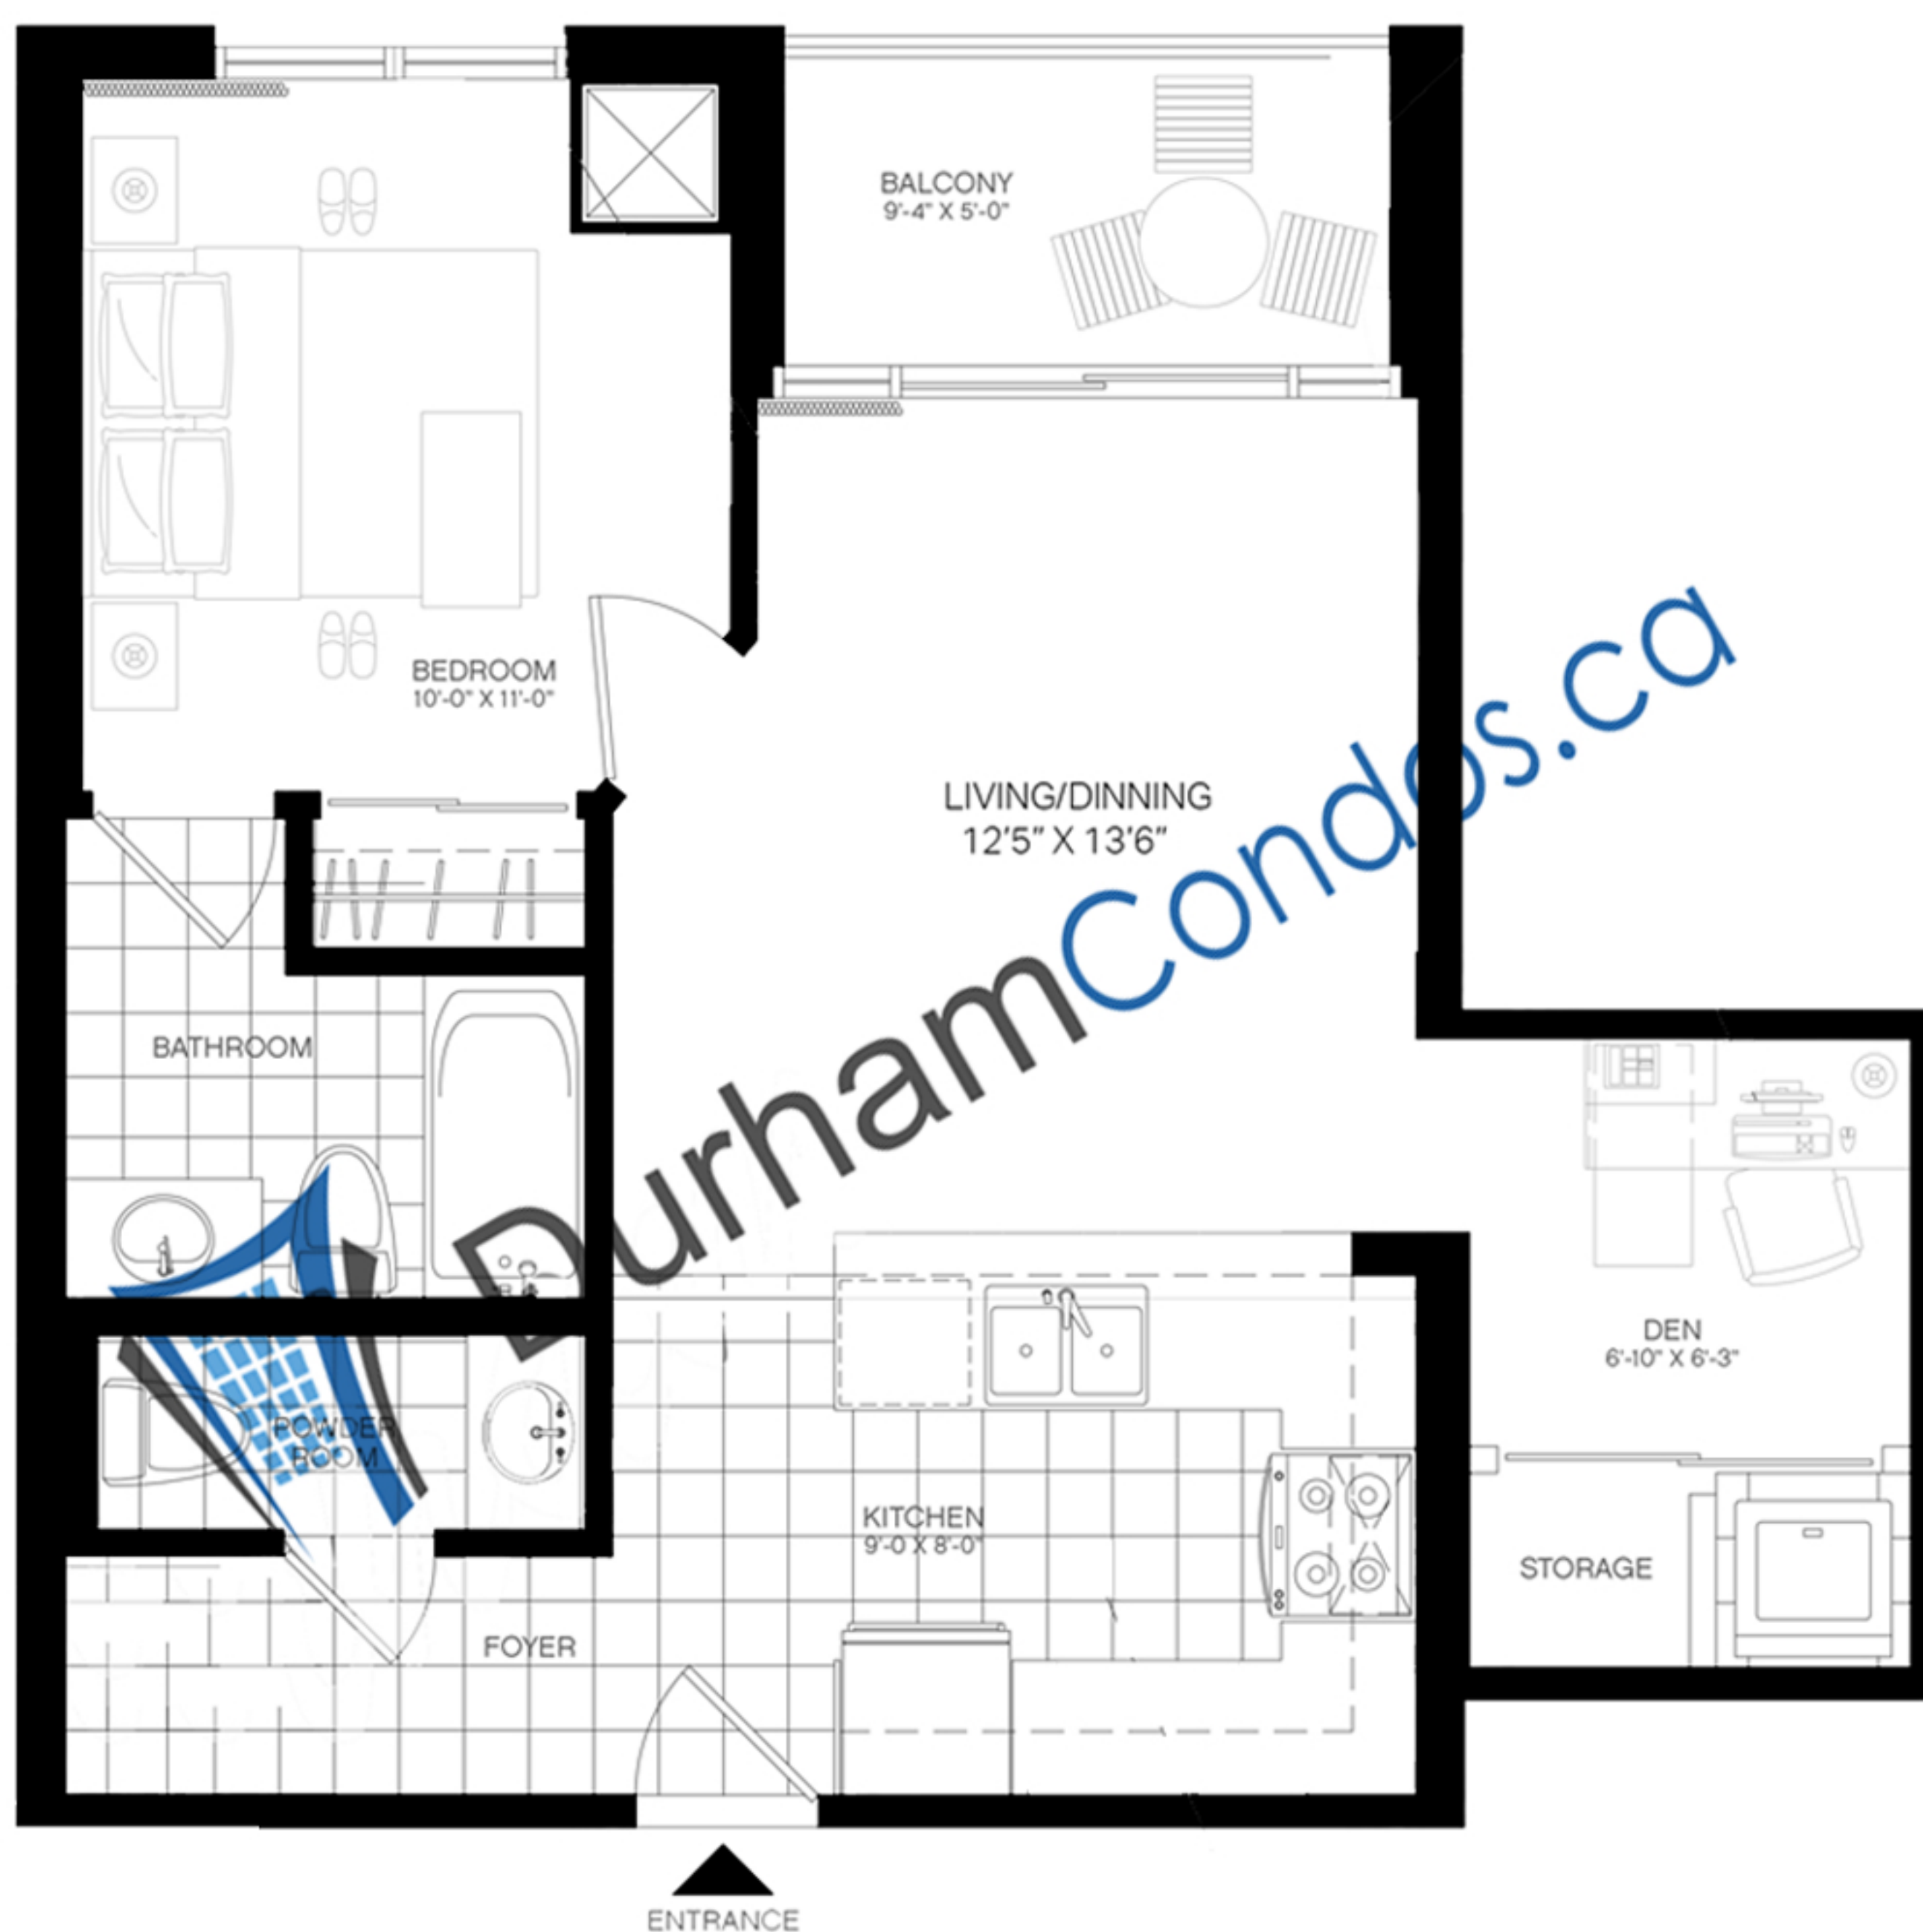 BALCONY
9'-4" X 5'-0"
BEDROOM
10'-0" X 11'-0"
LIVING/DINNING
12'5" X 13'6"
DurhamCondos.ca
BATHROOM
DEN
6'-10" X 6'-3"
POWDER
ROOM
KITCHEN
9'-0 X 8'-0"
STORAGE
FOYER
ENTRANCE